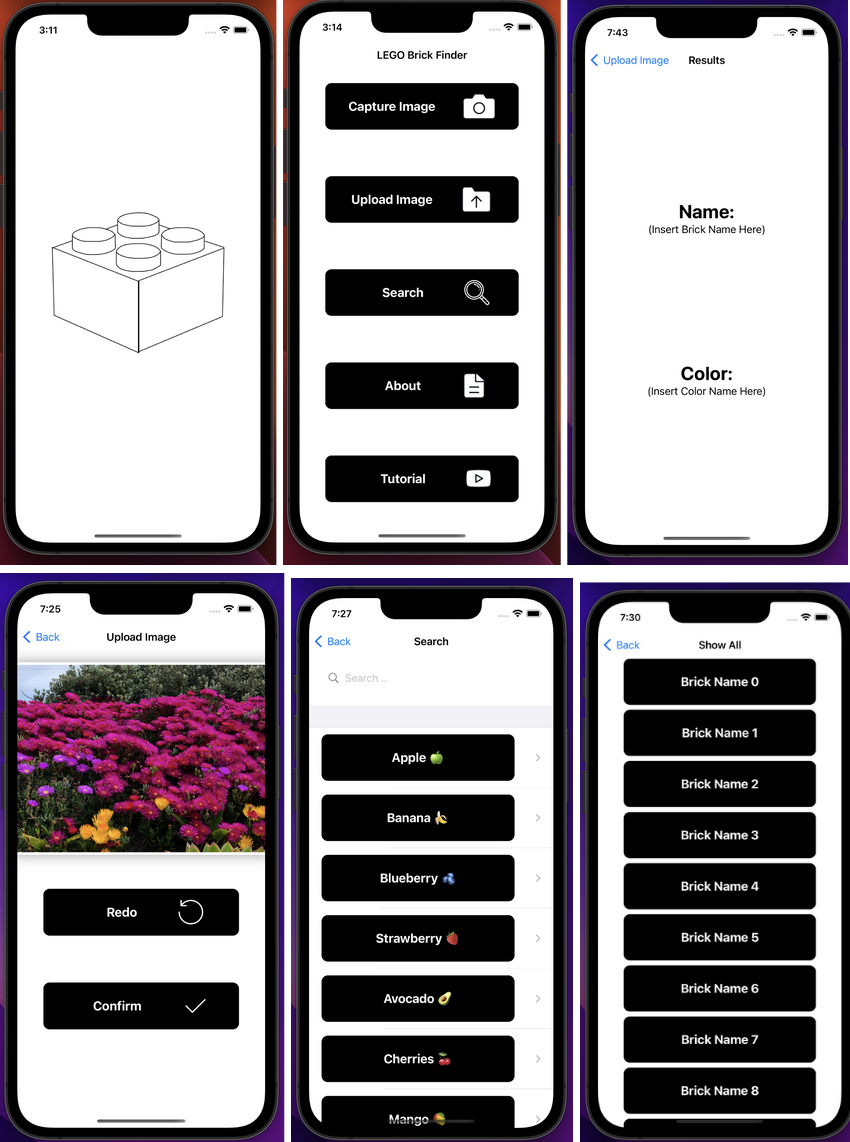 3:11
3:14
LEGO Brick Finder
Capture Image
Upload Image
Search
About
Tutorial
7:43
Upload Image
Results
Name:
(Insert Brick Name Here)
Color:
(Insert Color Name Here)
7:25
Back
Upload Image
Redo
Confirm
7:27
Back
Search
Search ..
Apple 🍏
Banana 🍌
Blueberry 🫐
Strawberry 🍓
Avocado 🥑
Cherries 🍒
Mango 🥭
7:30
Back
Show All
Brick Name 0
Brick Name 1
Brick Name 2
Brick Name 3
Brick Name 4
Brick Name 5
Brick Name 6
Brick Name 7
Brick Name 8